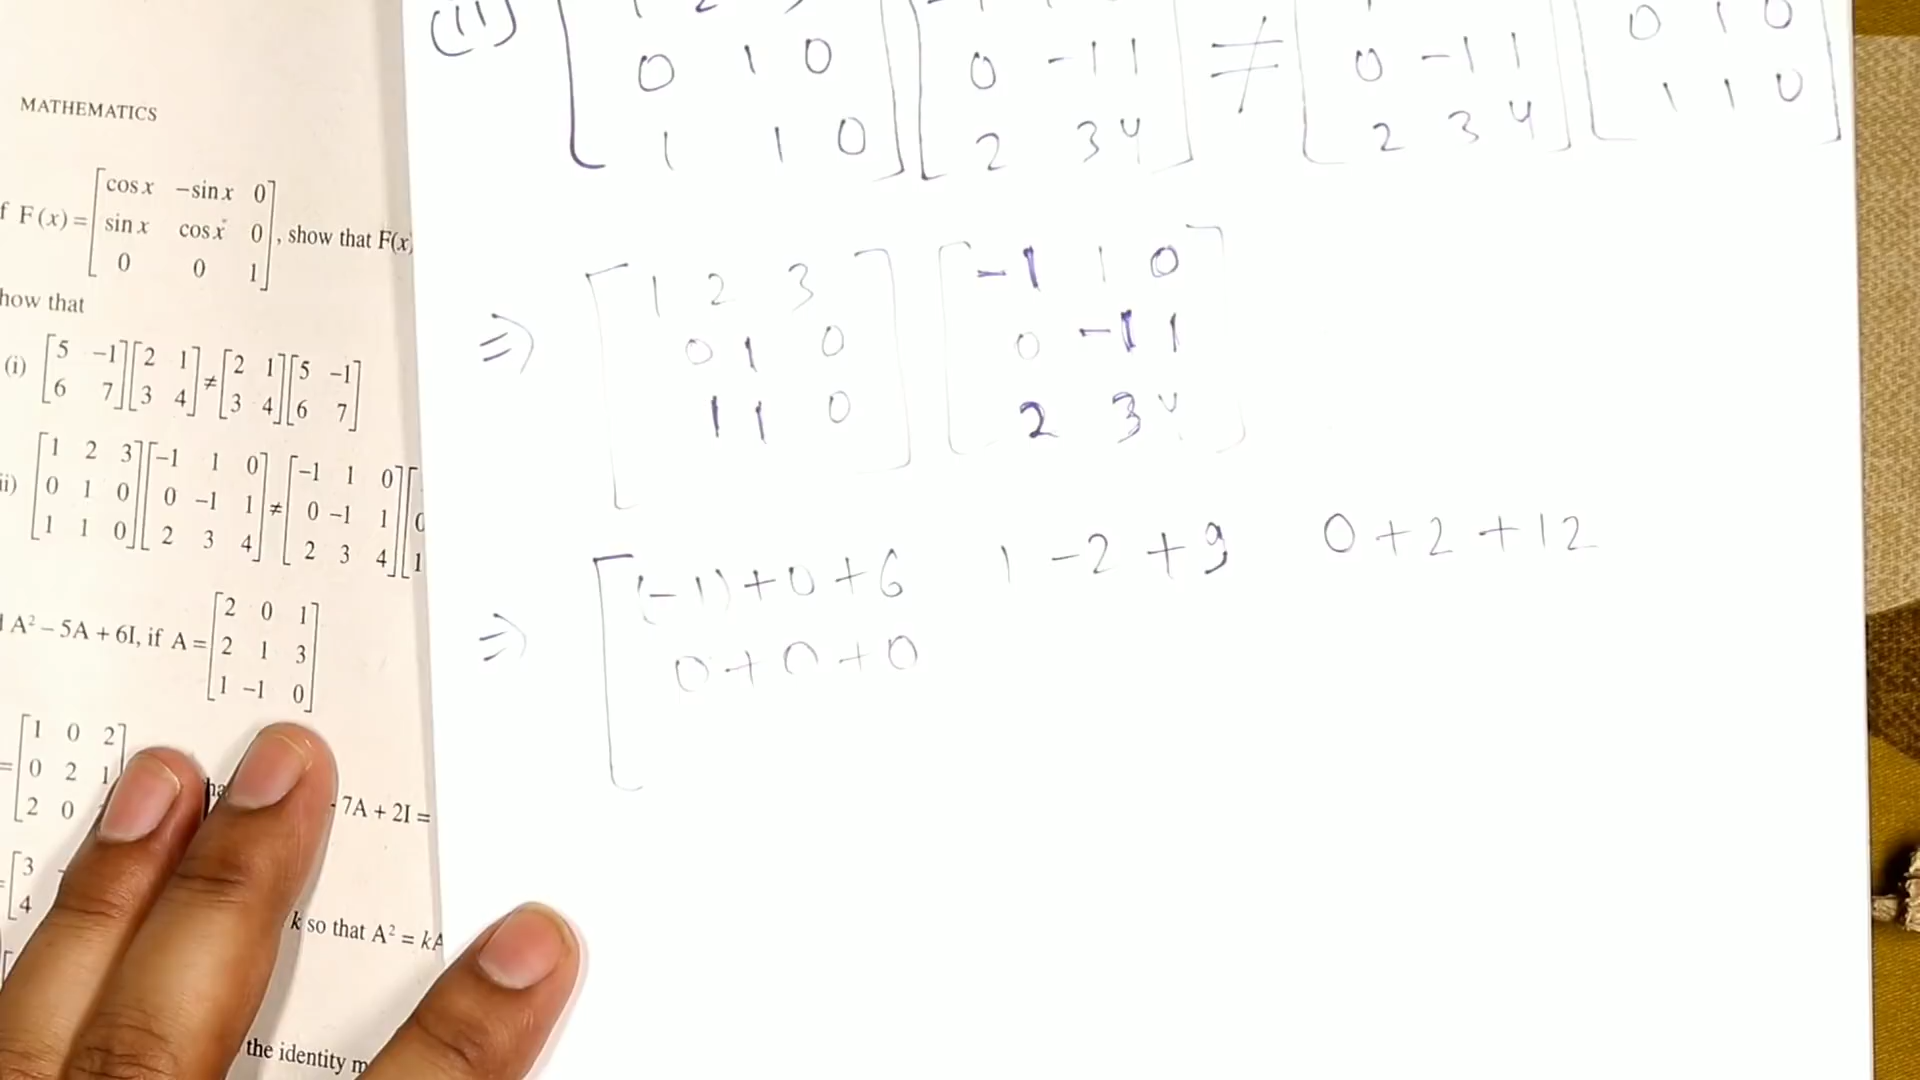 MATHEMATICS
f F(x) = [cos x −sin x 0
sin x cos x 0
0 0 1], show that F(x)
how that
(i) [5 −1
6 7] [2 1
3 4] ≠ [2 1
3 4] [5 −1
6 7]
ii) [1 2 3
0 1 0
1 1 0] [−1 1 0
0 −1 1
2 3 4] ≠ [−1 1 0
0 −1 1
2 3 4] [
0
1
A² − 5A + 6I, if A = [2 0 1
2 1 3
1 −1 0]
= [1 0 2
0 2 1
2 0
7A + 2I =
= [3
4
k so that A² = kA
the identity m
(ii) [
0 1 0
1 1 0] [
0 -1 1
2 3 4] ≠ [
0 -1 1
2 3 4] [
0 1 0
1 1 0]
⇒ [1 2 3
0 1 0
1 1 0] [-1 1 0
0 -1 1
2 3 4]
⇒ [(-1)+0+6 1-2+9 0+2+12
0+0+0